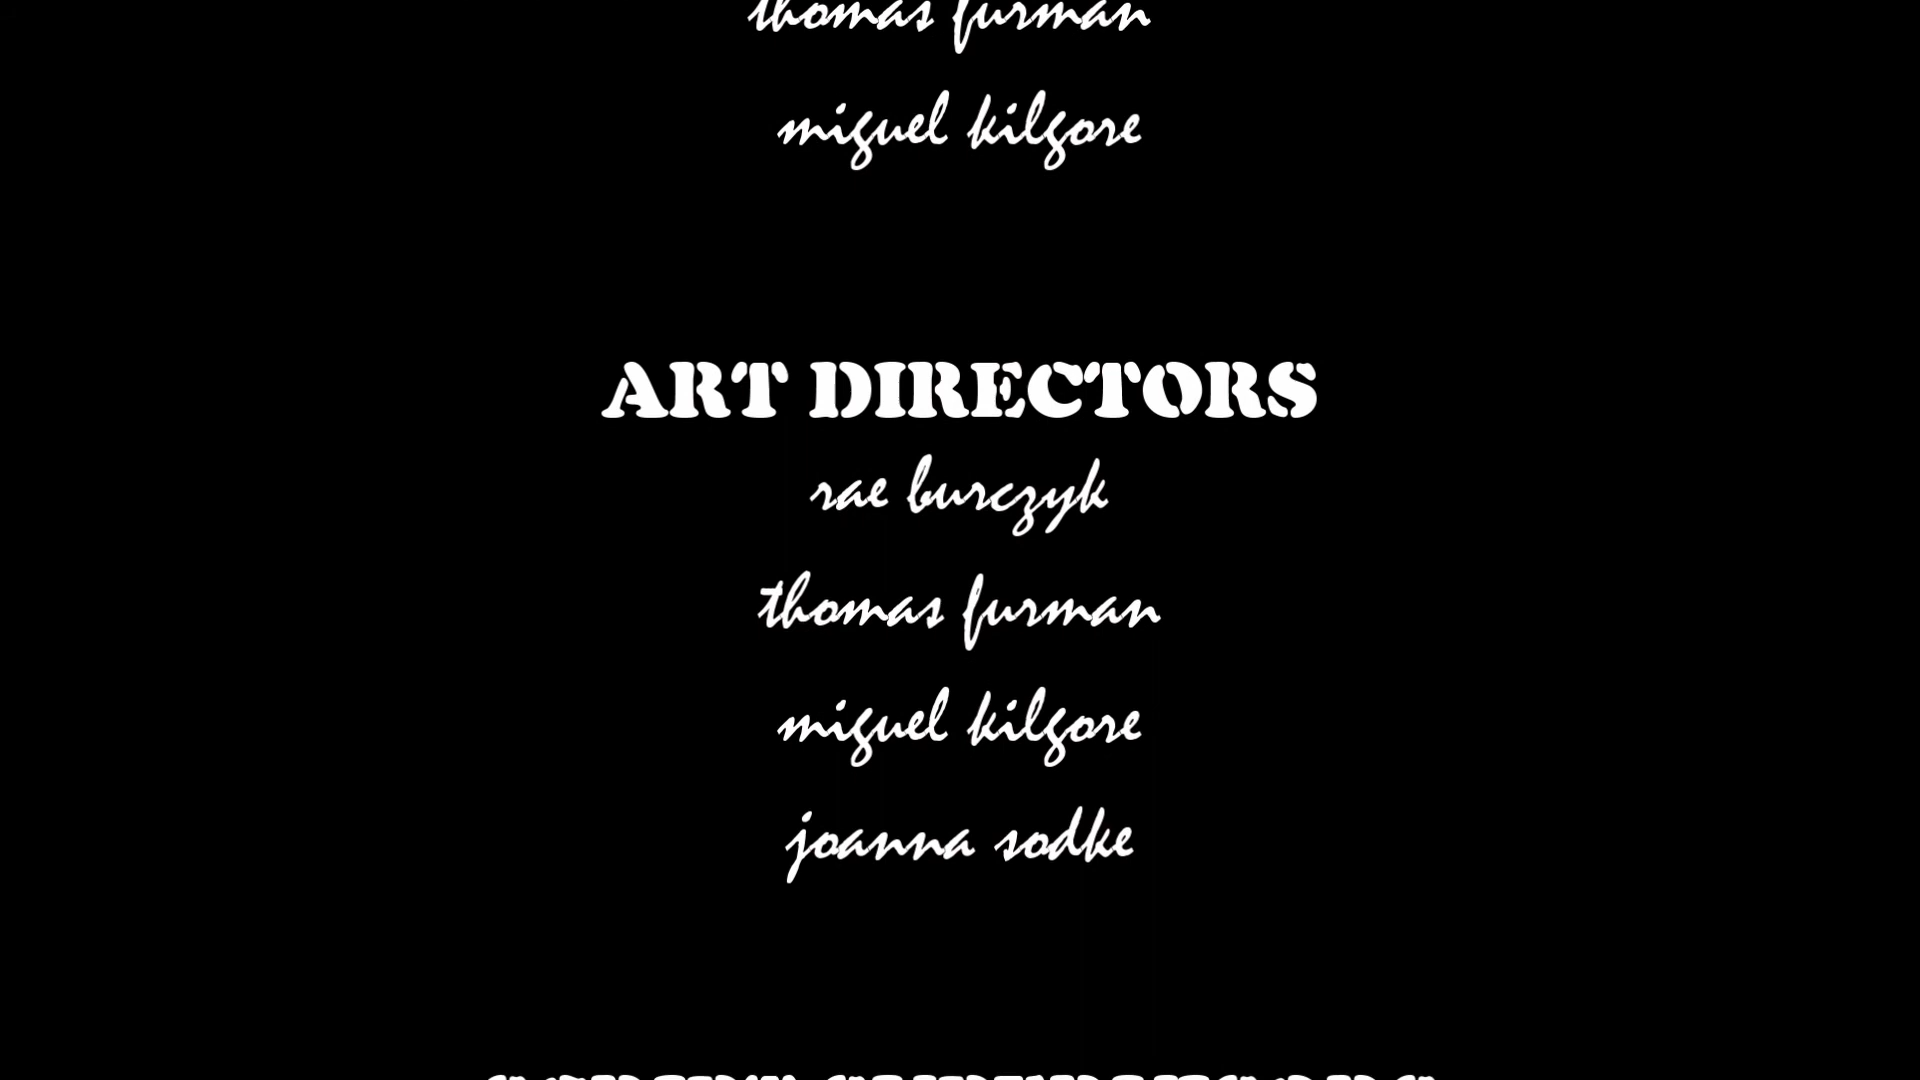 thomas furman
miguel kilgore
ART DIRECTORS
rae burczyk
thomas furman
miguel kilgore
joanna sodke